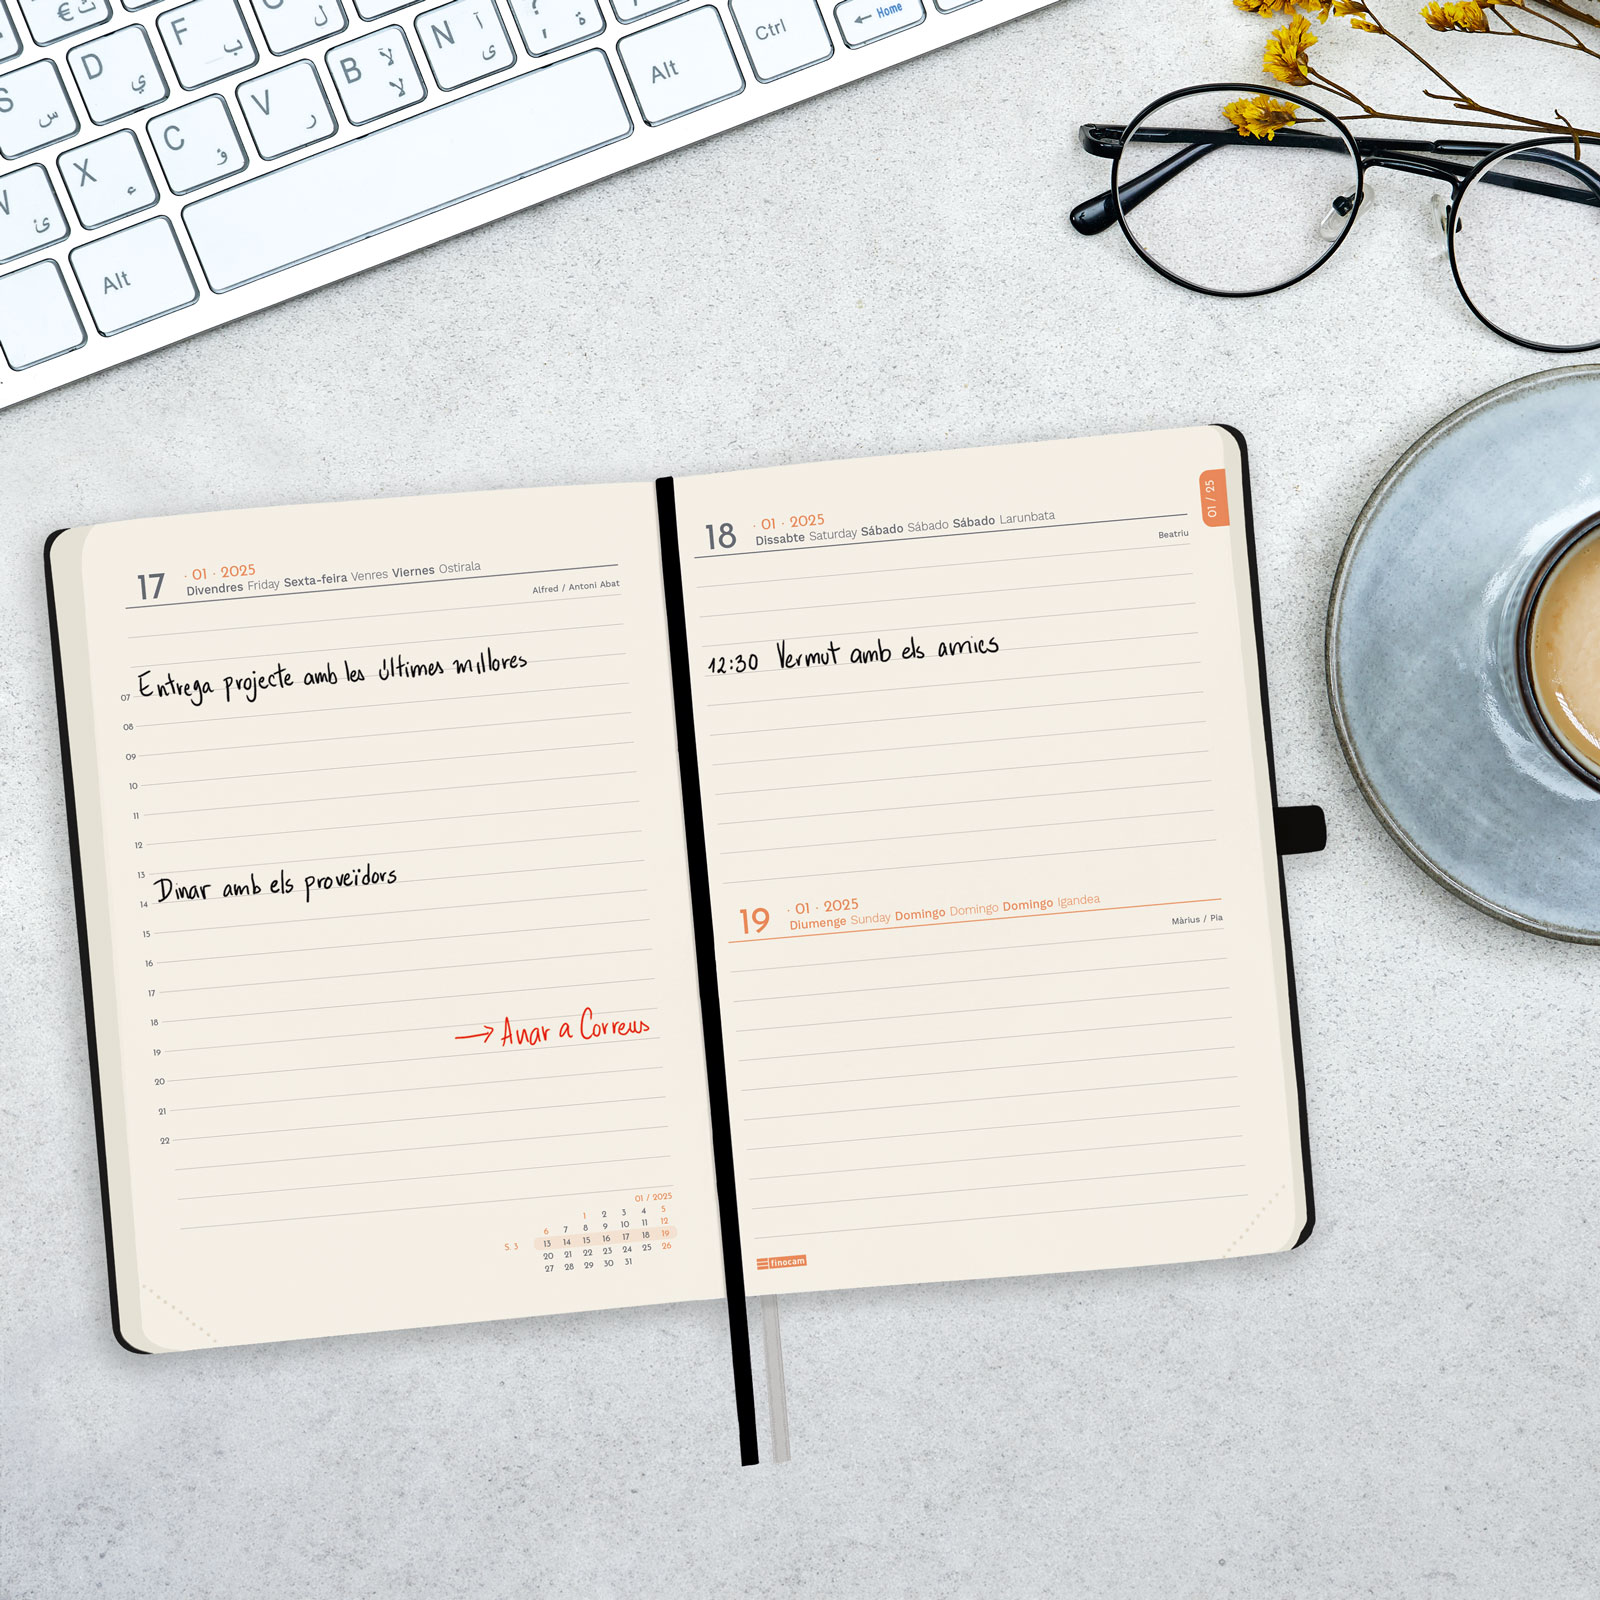 €
D
ي
F
ب
ل
N
آ
ى
؟
ة
Ctrl
← Home
S
س
B
لآ
لا
Alt
V
ر
C
ؤ
X
ء
ئ
Alt
17 · 01 · 2025
Divendres Friday Sexta-feira Venres Viernes Ostirala
Alfred / Antoni Abat
Entrega projecte amb les últimes millores
07
08
09
10
11
12
13
Dinar amb els proveïdors
14
15
16
17
18
→ Anar a Correus
19
20
21
22
01 / 2025
1 2 3 4 5
6 7 8 9 10 11 12
S. 3 13 14 15 16 17 18 19
20 21 22 23 24 25 26
27 28 29 30 31
01 / 25
18 · 01 · 2025
Dissabte Saturday Sábado Sábado Sábado Larunbata
Beatriu
12:30 Vermut amb els amics
19 · 01 · 2025
Diumenge Sunday Domingo Domingo Domingo Igandea
Màrius / Pia
finocam